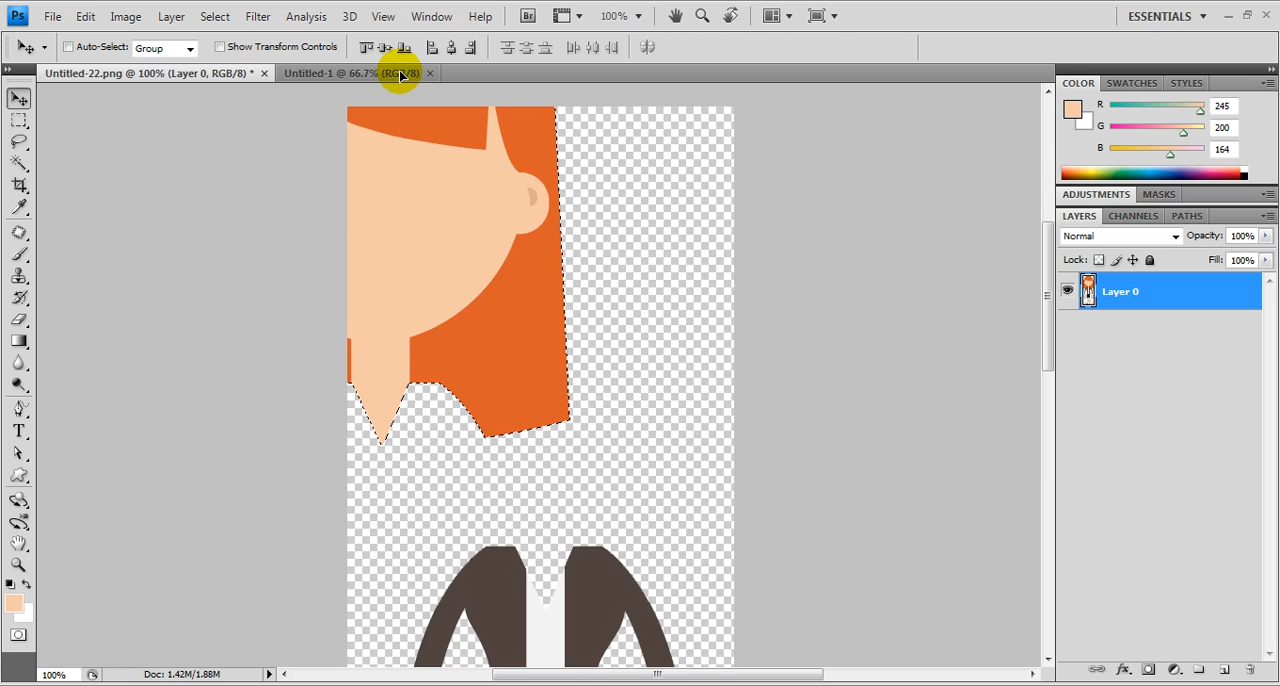 Ps File Edit Image Layer Select Filter Analysis 3D View Window Help Br 100% ESSENTIALS
Auto-Select: Group Show Transform Controls
Untitled-22.png @ 100% (Layer 0, RGB/8) * Untitled-1 @ 66.7% (RGB/8)
COLOR SWATCHES STYLES
R 245
G 200
B 164
ADJUSTMENTS MASKS
LAYERS CHANNELS PATHS
Normal Opacity: 100%
Lock: Fill: 100%
Layer 0
T
fx
100% Doc: 1.42M/1.88M